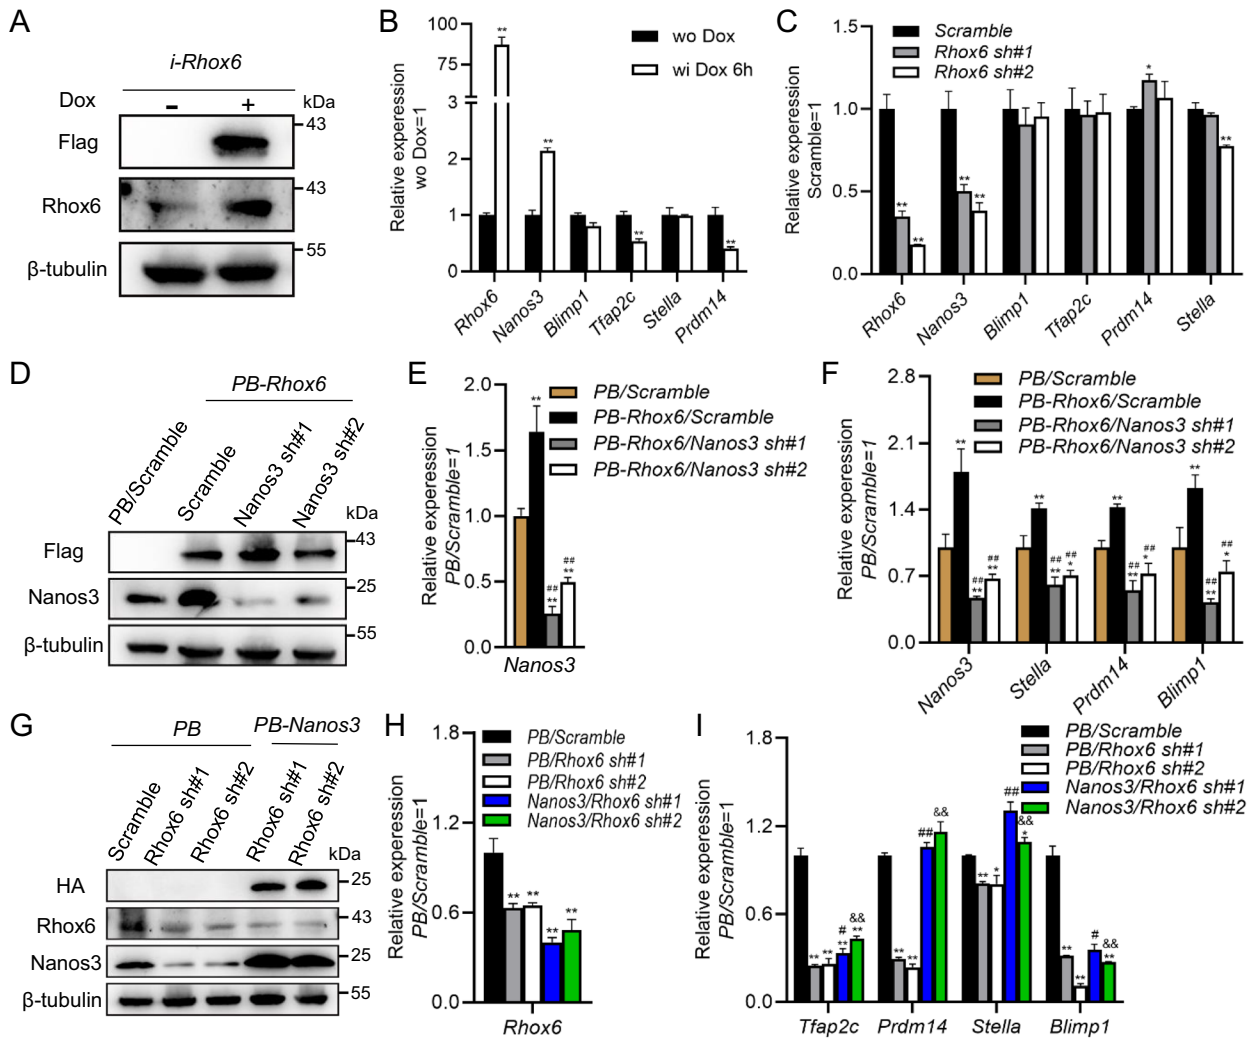 A
i-Rhox6
Dox - + kDa
Flag
43
Rhox6
43
β-tubulin
55
B
Relative experession
wo Dox=1
100
75
3
2
1
0
wo Dox
wi Dox 6h
**
**
**
**
Rhox6 Nanos3 Blimp1 Tfap2c Stella Prdm14
C
Relative experession
Scramble=1
1.5
1.0
0.5
0.0
Scramble
Rhox6 sh#1
Rhox6 sh#2
** **
** **
*
**
Rhox6 Nanos3 Blimp1 Tfap2c Prdm14 Stella
D
PB-Rhox6
PB/Scramble Scramble Nanos3 sh#1 Nanos3 sh#2
kDa
Flag
43
Nanos3
25
β-tubulin
55
E
Relative experession
PB/Scramble=1
2.0
1.5
1.0
0.5
0.0
PB/Scramble
PB-Rhox6/Scramble
PB-Rhox6/Nanos3 sh#1
PB-Rhox6/Nanos3 sh#2
**
## **
## **
Nanos3
F
Relative experession
PB/Scramble=1
2.8
2.1
1.4
0.7
0.0
PB/Scramble
PB-Rhox6/Scramble
PB-Rhox6/Nanos3 sh#1
PB-Rhox6/Nanos3 sh#2
** ## ** ## **
** ## ** ## *
** ## ** ## *
** ## ** ## *
Nanos3 Stella Prdm14 Blimp1
G
PB PB-Nanos3
Scramble Rhox6 sh#1 Rhox6 sh#2 Rhox6 sh#1 Rhox6 sh#2
kDa
HA
25
Rhox6
43
Nanos3
25
β-tubulin
55
H
Relative experession
PB/Scramble=1
1.8
1.2
0.6
0.0
PB/Scramble
PB/Rhox6 sh#1
PB/Rhox6 sh#2
Nanos3/Rhox6 sh#1
Nanos3/Rhox6 sh#2
** ** ** **
Rhox6
I
Relative experession
PB/Scramble=1
1.8
1.2
0.6
0.0
PB/Scramble
PB/Rhox6 sh#1
PB/Rhox6 sh#2
Nanos3/Rhox6 sh#1
Nanos3/Rhox6 sh#2
** ** # ** && **
** ** ## &&
** * ## && *
** ** # && **
Tfap2c Prdm14 Stella Blimp1